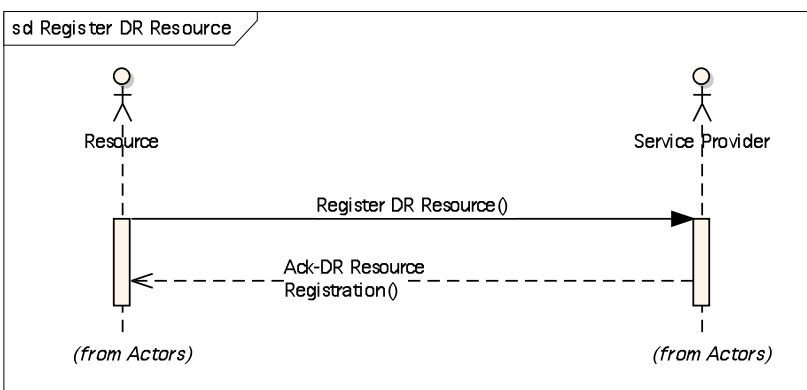 sd Register DR Resource
Resource
Service Provider
Register DR Resource()
Ack-DR Resource
Registration()
(from Actors)
(from Actors)